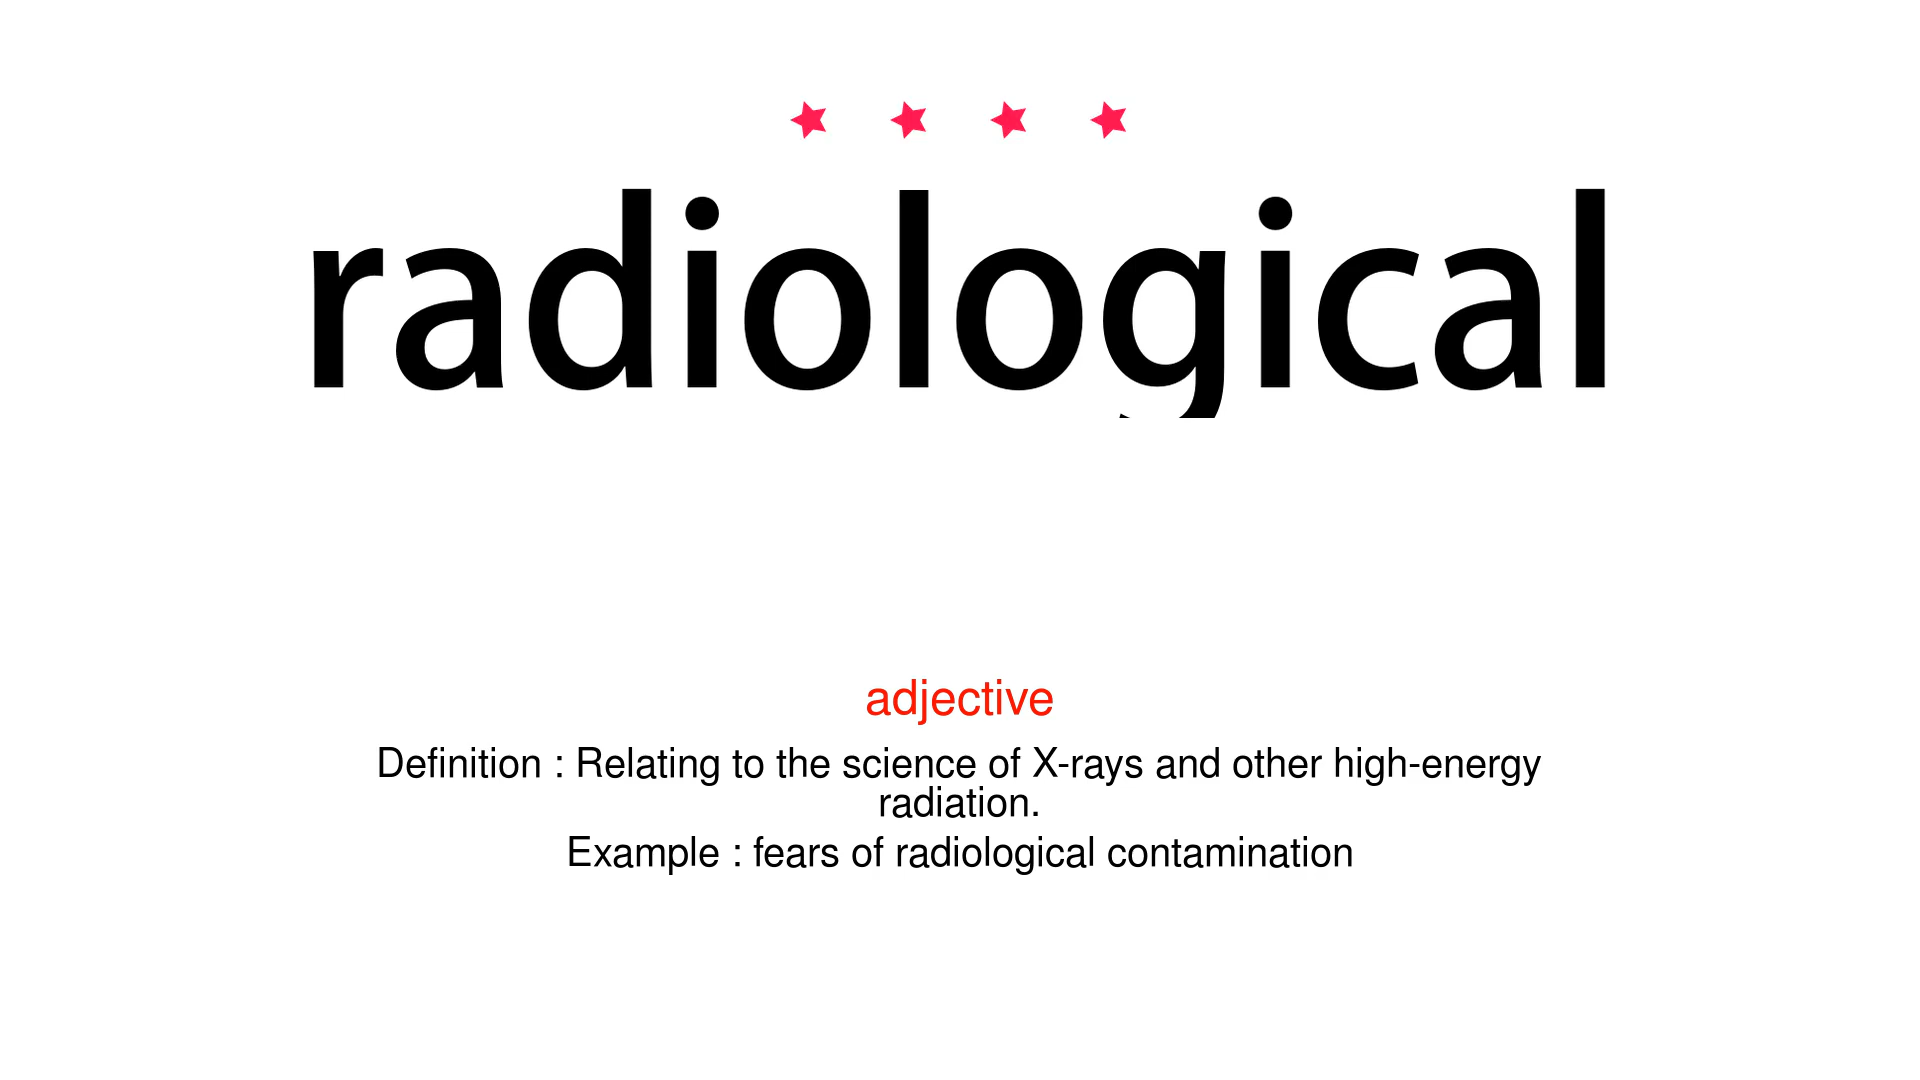 radiological
adjective
Definition : Relating to the science of X-rays and other high-energy
radiation.
Example : fears of radiological contamination